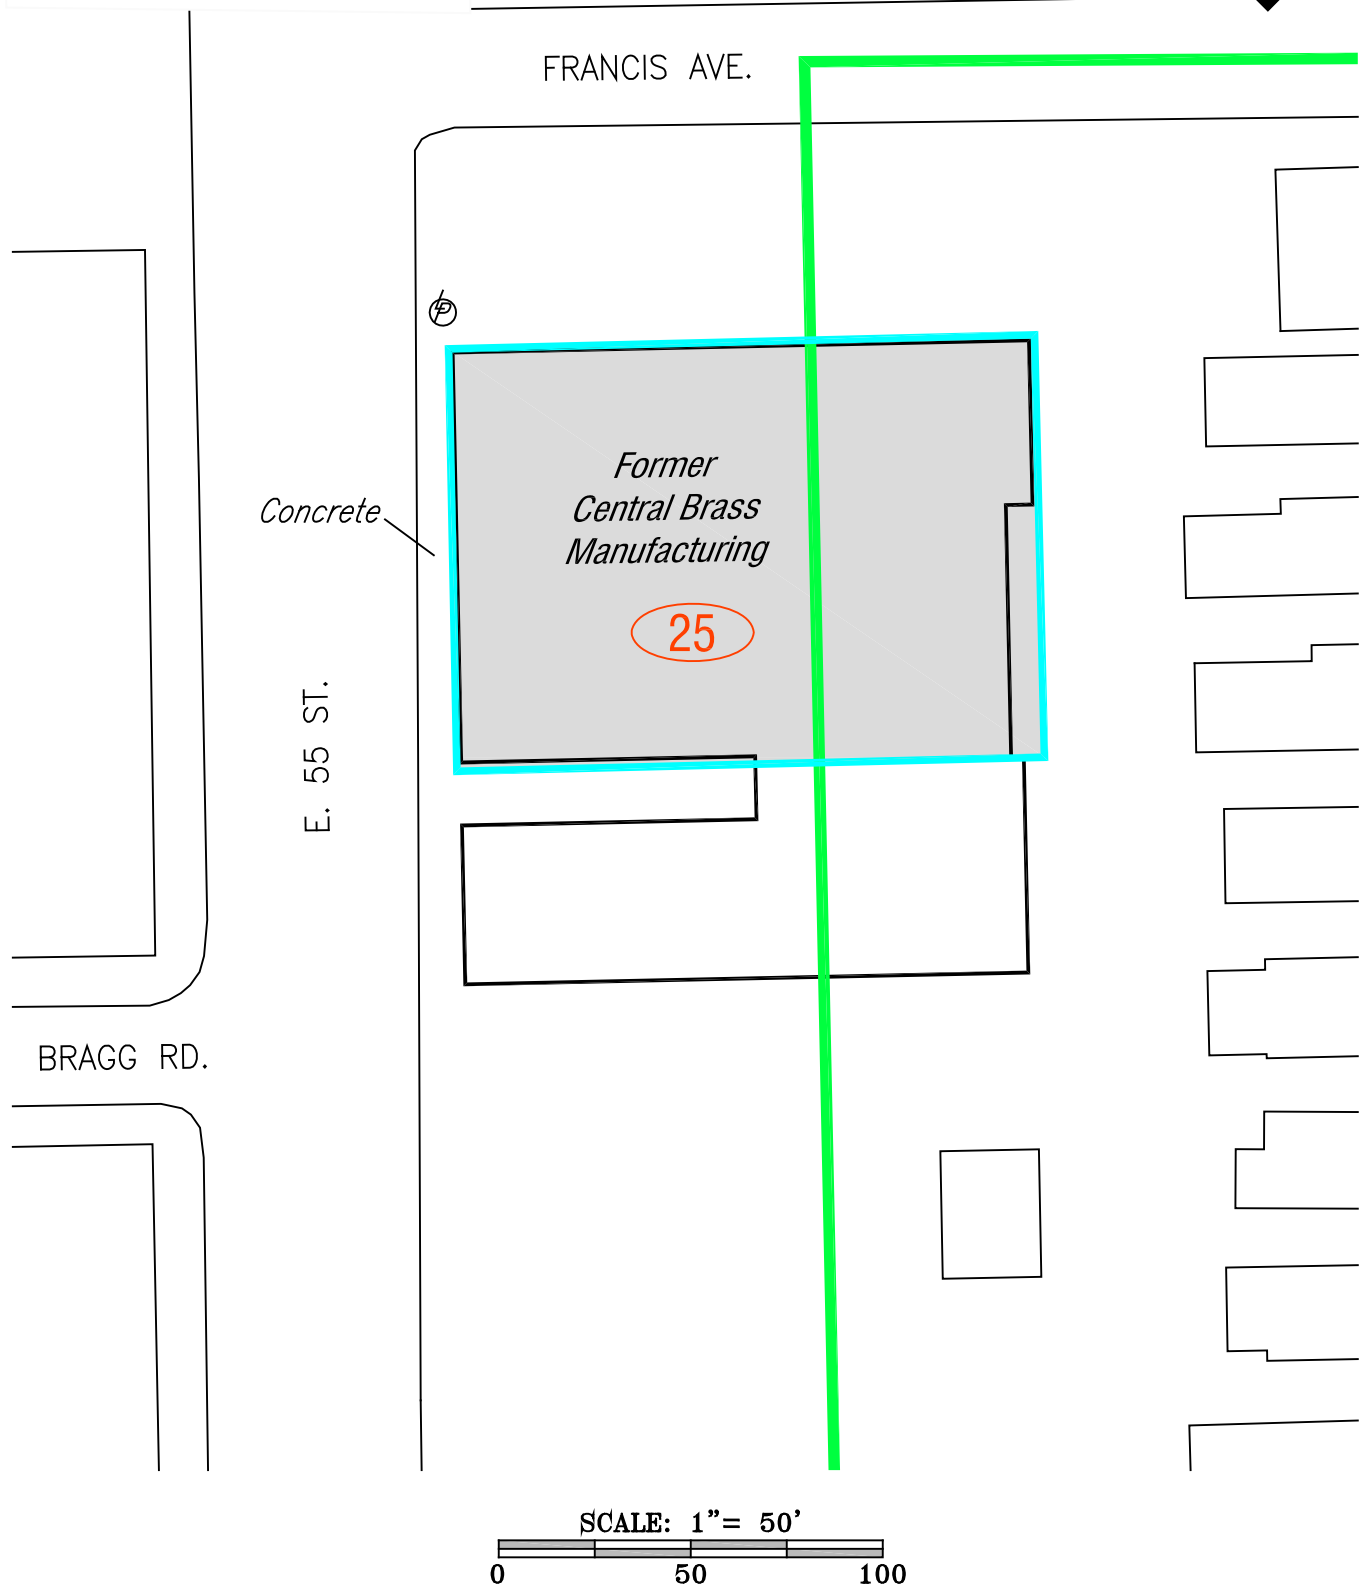 FRANCIS AVE.
Former
Central Brass
Manufacturing
Concrete
25
E. 55 ST.
BRAGG RD.
SCALE: 1”= 50’
0 50 100